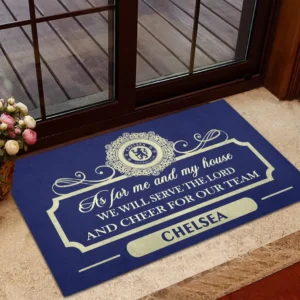 As for me and my house
WE WILL SERVE THE LORD
AND CHEER FOR OUR TEAM
CHELSEA